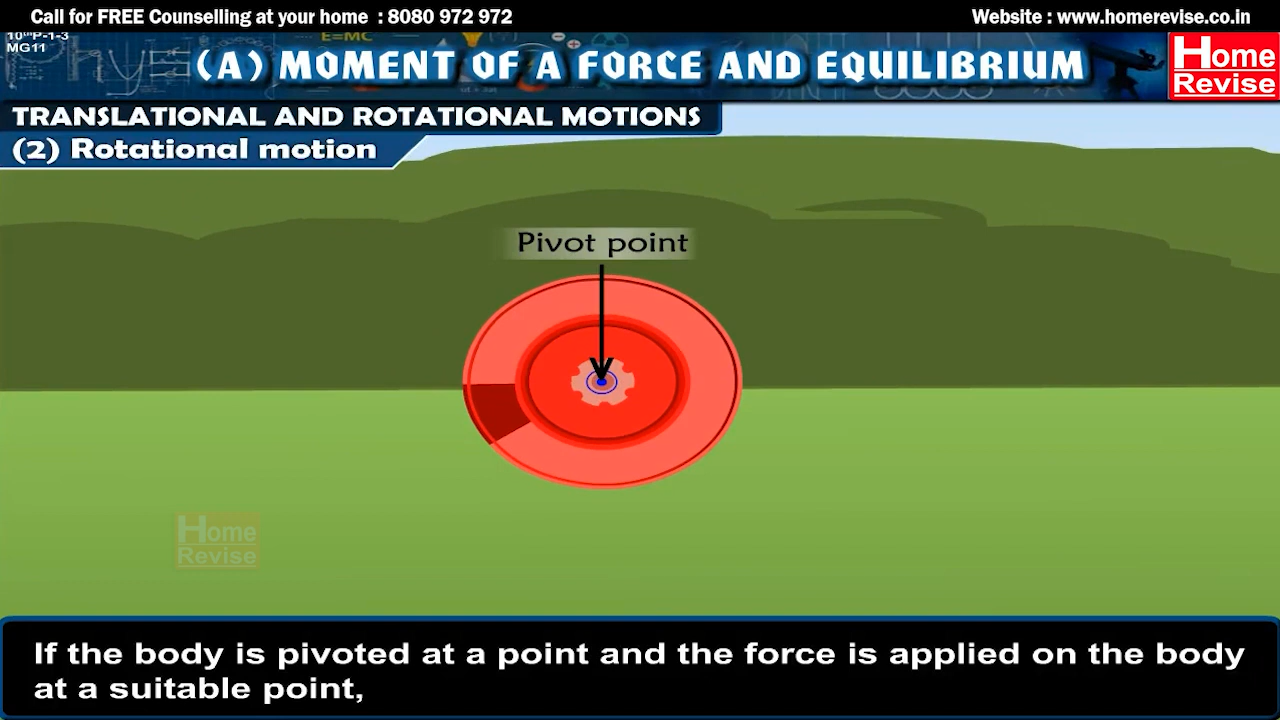 Call for FREE Counselling at your home : 8080 972 972
Website : www.homerevise.co.in
10thP-1-3
MG11
E=MC
(A) MOMENT OF A FORCE AND EQUILIBRIUM
Home
Revise
TRANSLATIONAL AND ROTATIONAL MOTIONS
(2) Rotational motion
Pivot point
Home
Revise
If the body is pivoted at a point and the force is applied on the body
at a suitable point,